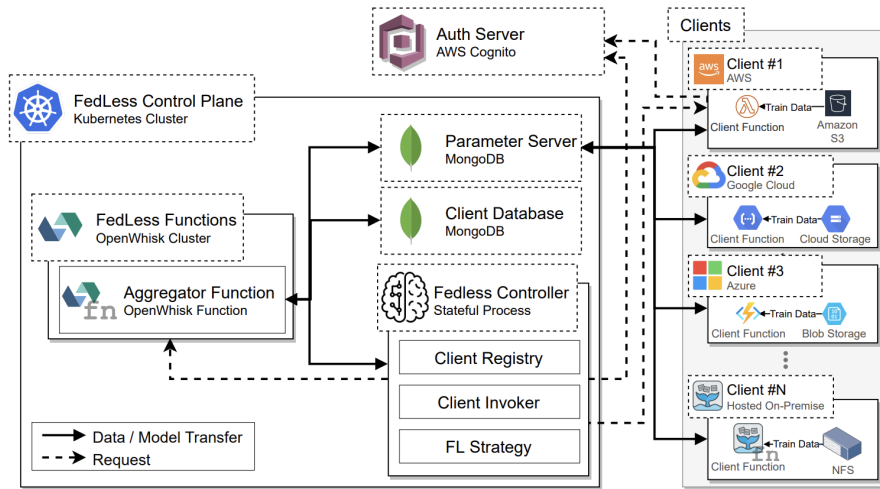 Auth Server
AWS Cognito
Clients
FedLess Control Plane
Kubernetes Cluster
Client #1
AWS
aws
Train Data
Client Function
Amazon
S3
Parameter Server
MongoDB
Client #2
Google Cloud
Train Data
Client Function
Cloud Storage
FedLess Functions
OpenWhisk Cluster
Client Database
MongoDB
Aggregator Function
OpenWhisk Function
fn
Fedless Controller
Stateful Process
Client #3
Azure
Train Data
Client Function
Blob Storage
Client Registry
Client Invoker
FL Strategy
Client #N
Hosted On-Premise
Train Data
fn
Client Function
NFS
Data / Model Transfer
Request